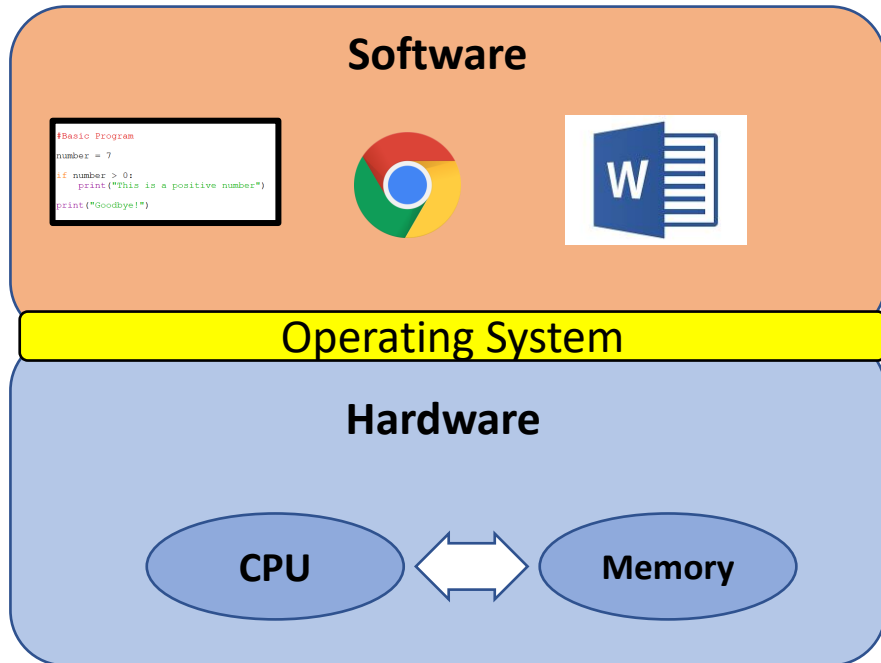 Software
#Basic Program
number = 7
if number > 0:
    print("This is a positive number")
print("Goodbye!")
W
Operating System
Hardware
CPU
Memory